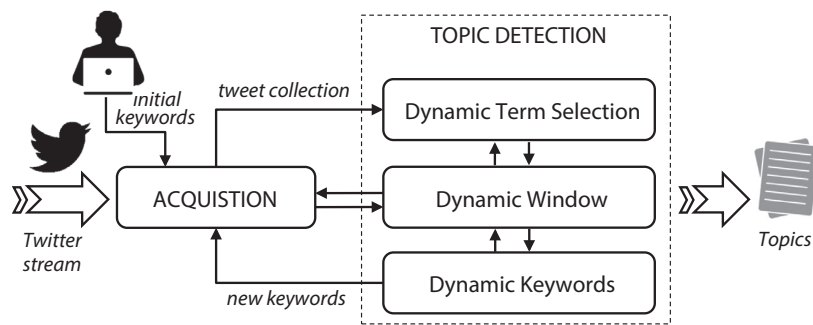 TOPIC DETECTION
initial
keywords
tweet collection
Dynamic Term Selection
ACQUISTION
Dynamic Window
Twitter
stream
Topics
new keywords
Dynamic Keywords